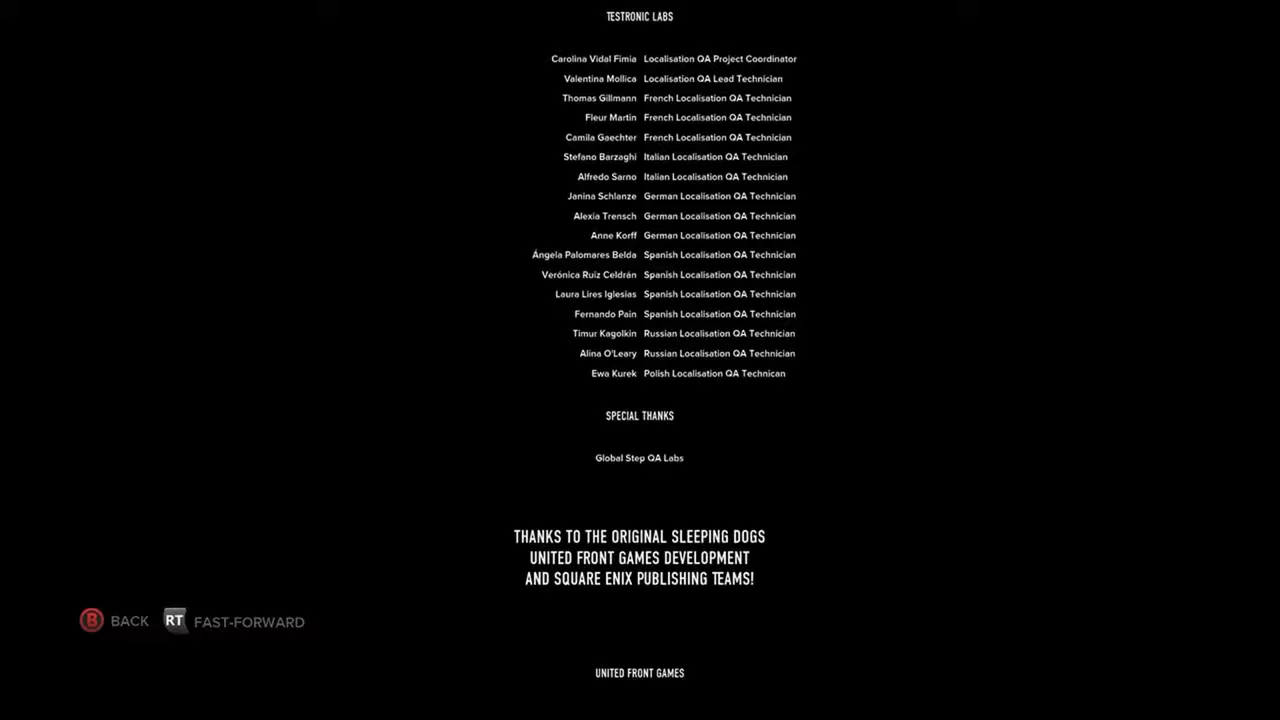 TESTRONIC LABS
Carolina Vidal Fimia Localisation QA Project Coordinator
Valentina Mollica Localisation QA Lead Technician
Thomas Gillmann French Localisation QA Technician
Fleur Martin French Localisation QA Technician
Camila Gaechter French Localisation QA Technician
Stefano Barzaghi Italian Localisation QA Technician
Alfredo Sarno Italian Localisation QA Technician
Janina Schlanze German Localisation QA Technician
Alexia Trensch German Localisation QA Technician
Anne Korff German Localisation QA Technician
Ángela Palomares Belda Spanish Localisation QA Technician
Verónica Ruiz Celdrán Spanish Localisation QA Technician
Laura Lires Iglesias Spanish Localisation QA Technician
Fernando Pain Spanish Localisation QA Technician
Timur Kagolkin Russian Localisation QA Technician
Alina O'Leary Russian Localisation QA Technician
Ewa Kurek Polish Localisation QA Technican
SPECIAL THANKS
Global Step QA Labs
THANKS TO THE ORIGINAL SLEEPING DOGS
UNITED FRONT GAMES DEVELOPMENT
AND SQUARE ENIX PUBLISHING TEAMS!
B BACK RT FAST-FORWARD
UNITED FRONT GAMES